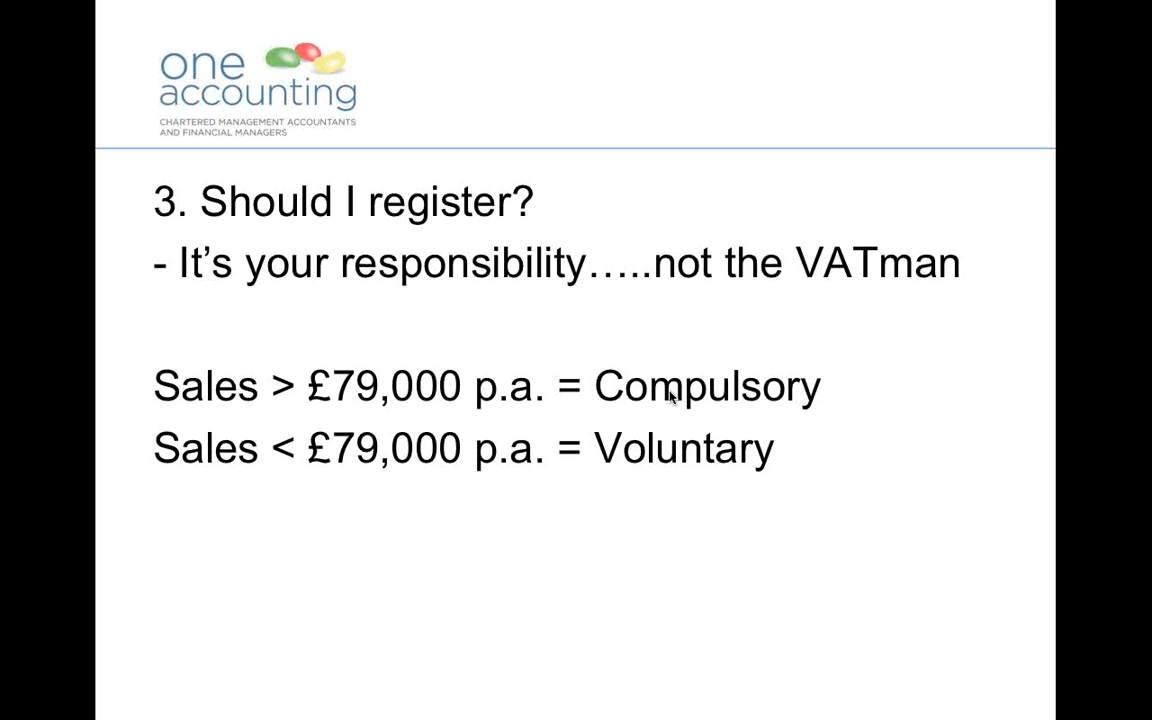 one
accounting
CHARTERED MANAGEMENT ACCOUNTANTS
AND FINANCIAL MANAGERS
3. Should I register?
- It’s your responsibility…..not the VATman
Sales > £79,000 p.a. = Compulsory
Sales < £79,000 p.a. = Voluntary